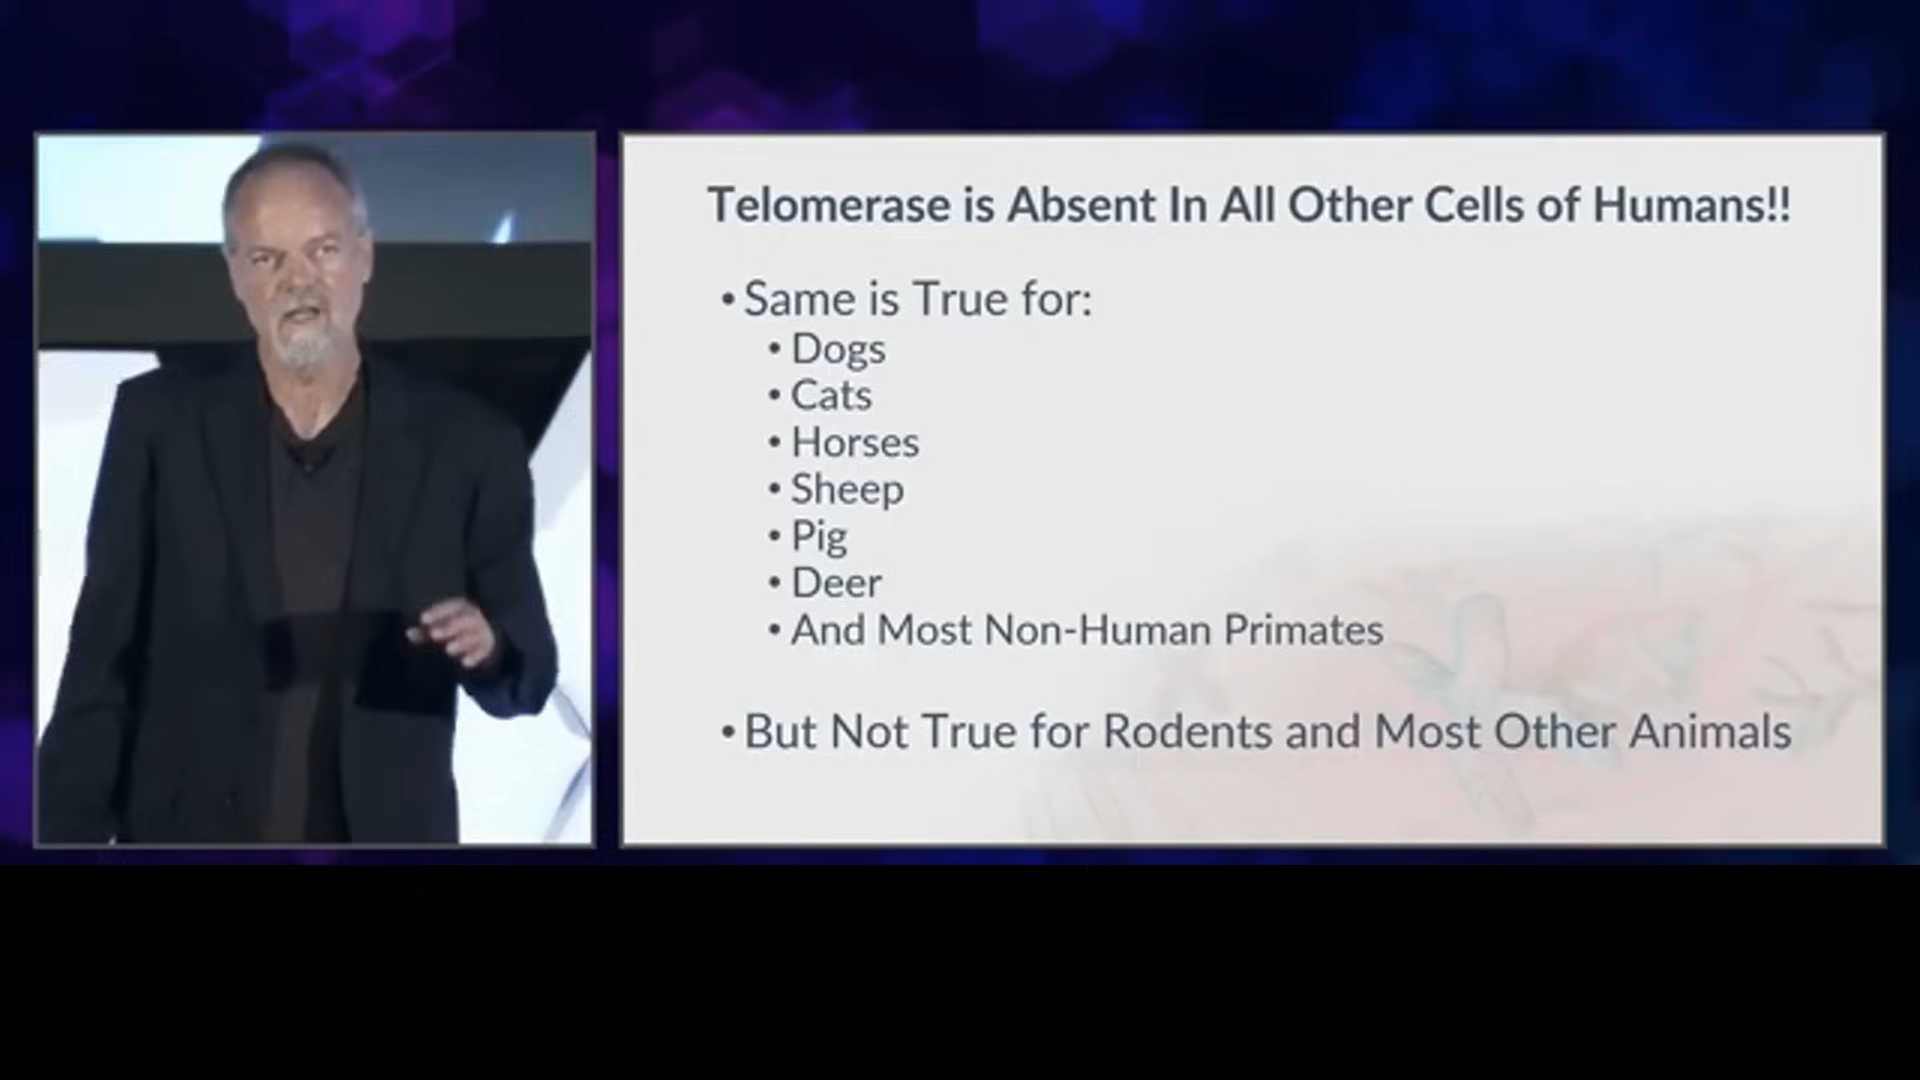 Telomerase is Absent In All Other Cells of Humans!!
• Same is True for:
• Dogs
• Cats
• Horses
• Sheep
• Pig
• Deer
• And Most Non-Human Primates
• But Not True for Rodents and Most Other Animals